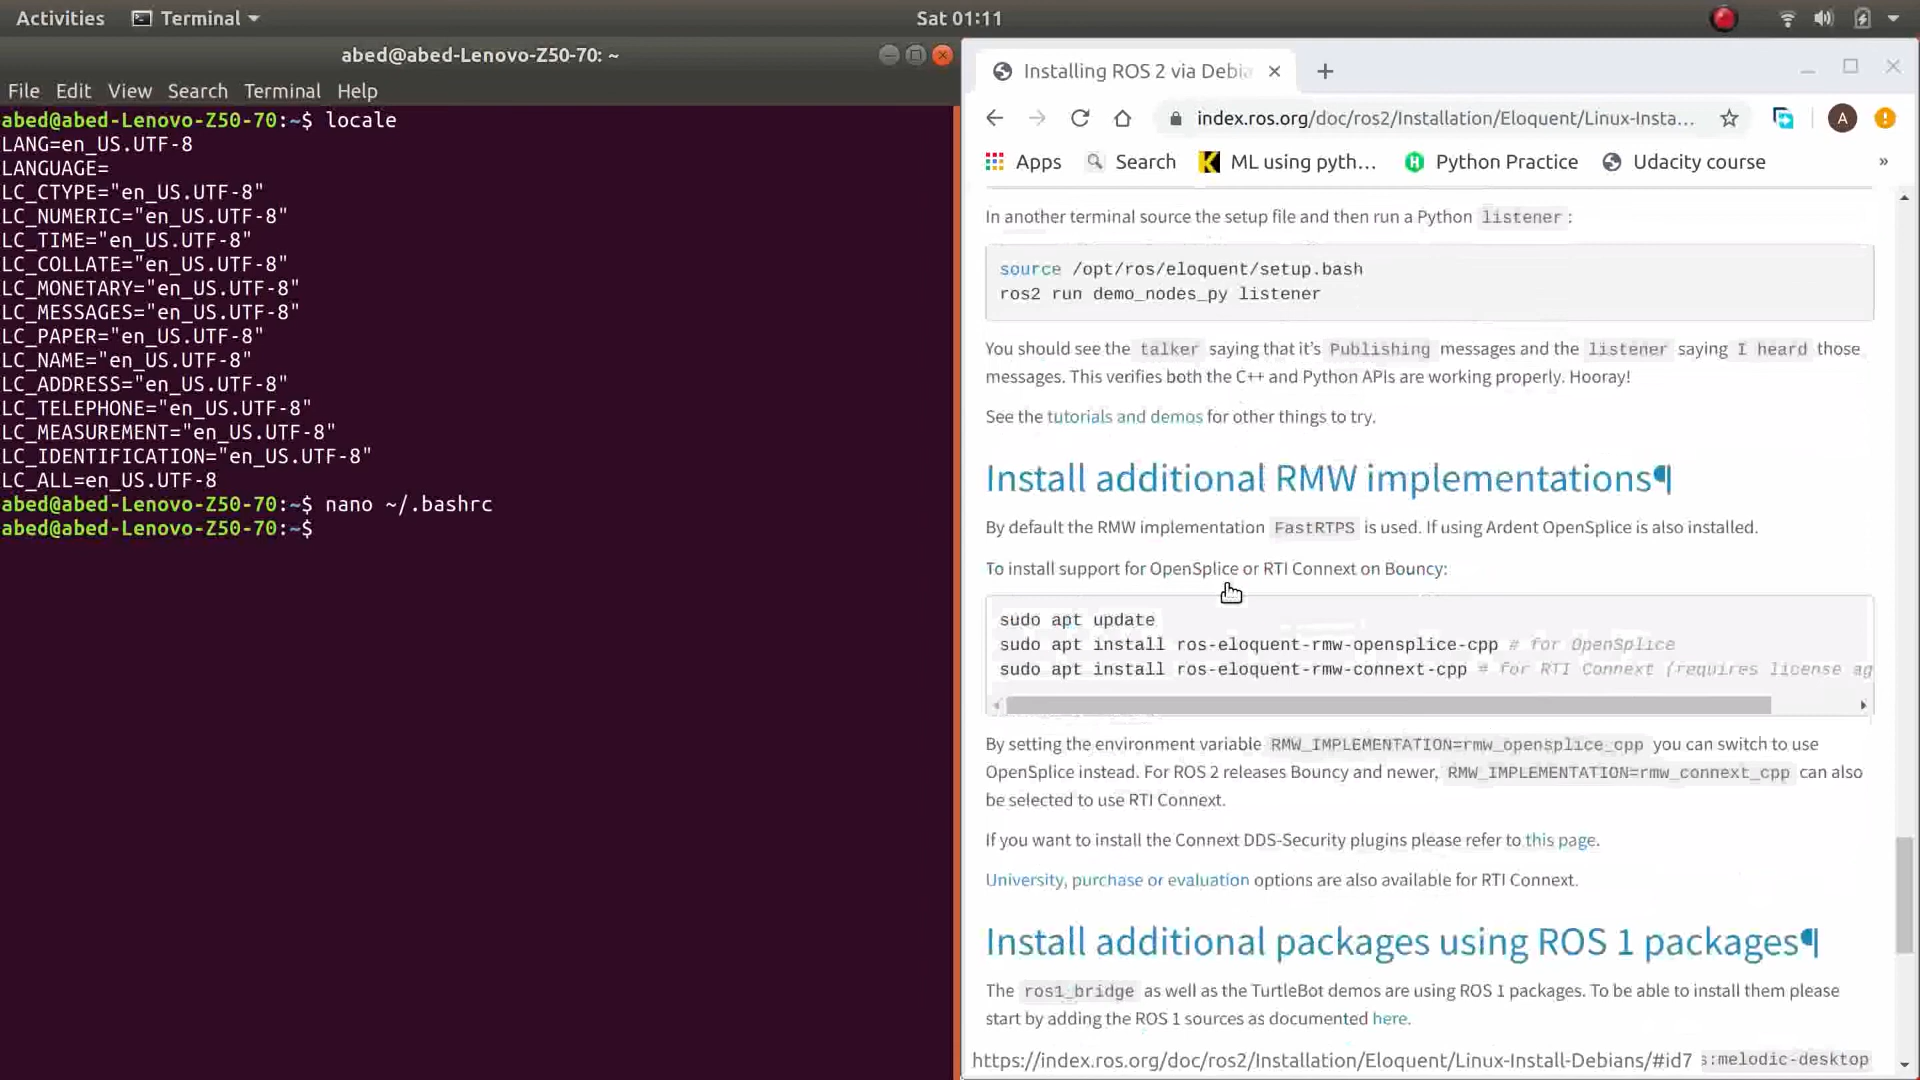 Activities
Terminal
Sat 01:11
abed@abed-Lenovo-Z50-70: ~
File Edit View Search Terminal Help
abed@abed-Lenovo-Z50-70:~$ locale
LANG=en_US.UTF-8
LANGUAGE=
LC_CTYPE="en_US.UTF-8"
LC_NUMERIC="en_US.UTF-8"
LC_TIME="en_US.UTF-8"
LC_COLLATE="en_US.UTF-8"
LC_MONETARY="en_US.UTF-8"
LC_MESSAGES="en_US.UTF-8"
LC_PAPER="en_US.UTF-8"
LC_NAME="en_US.UTF-8"
LC_ADDRESS="en_US.UTF-8"
LC_TELEPHONE="en_US.UTF-8"
LC_MEASUREMENT="en_US.UTF-8"
LC_IDENTIFICATION="en_US.UTF-8"
LC_ALL=en_US.UTF-8
abed@abed-Lenovo-Z50-70:~$ nano ~/.bashrc
abed@abed-Lenovo-Z50-70:~$
Installing ROS 2 via Debia
index.ros.org/doc/ros2/Installation/Eloquent/Linux-Insta...
A
Apps Search ML using pyth... Python Practice Udacity course »
In another terminal source the setup file and then run a Python listener :
source /opt/ros/eloquent/setup.bash
ros2 run demo_nodes_py listener
You should see the talker saying that it's Publishing messages and the listener saying I heard those
messages. This verifies both the C++ and Python APIs are working properly. Hooray!
See the tutorials and demos for other things to try.
Install additional RMW implementations¶
By default the RMW implementation FastRTPS is used. If using Ardent OpenSplice is also installed.
To install support for OpenSplice or RTI Connext on Bouncy:
sudo apt update
sudo apt install ros-eloquent-rmw-opensplice-cpp # for OpenSplice
sudo apt install ros-eloquent-rmw-connext-cpp # for RTI Connext (requires license ag
By setting the environment variable RMW_IMPLEMENTATION=rmw_opensplice_cpp you can switch to use
OpenSplice instead. For ROS 2 releases Bouncy and newer, RMW_IMPLEMENTATION=rmw_connext_cpp can also
be selected to use RTI Connext.
If you want to install the Connext DDS-Security plugins please refer to this page.
University, purchase or evaluation options are also available for RTI Connext.
Install additional packages using ROS 1 packages¶
The ros1_bridge as well as the TurtleBot demos are using ROS 1 packages. To be able to install them please
start by adding the ROS 1 sources as documented here.
https://index.ros.org/doc/ros2/Installation/Eloquent/Linux-Install-Debians/#id7 s:melodic-desktop